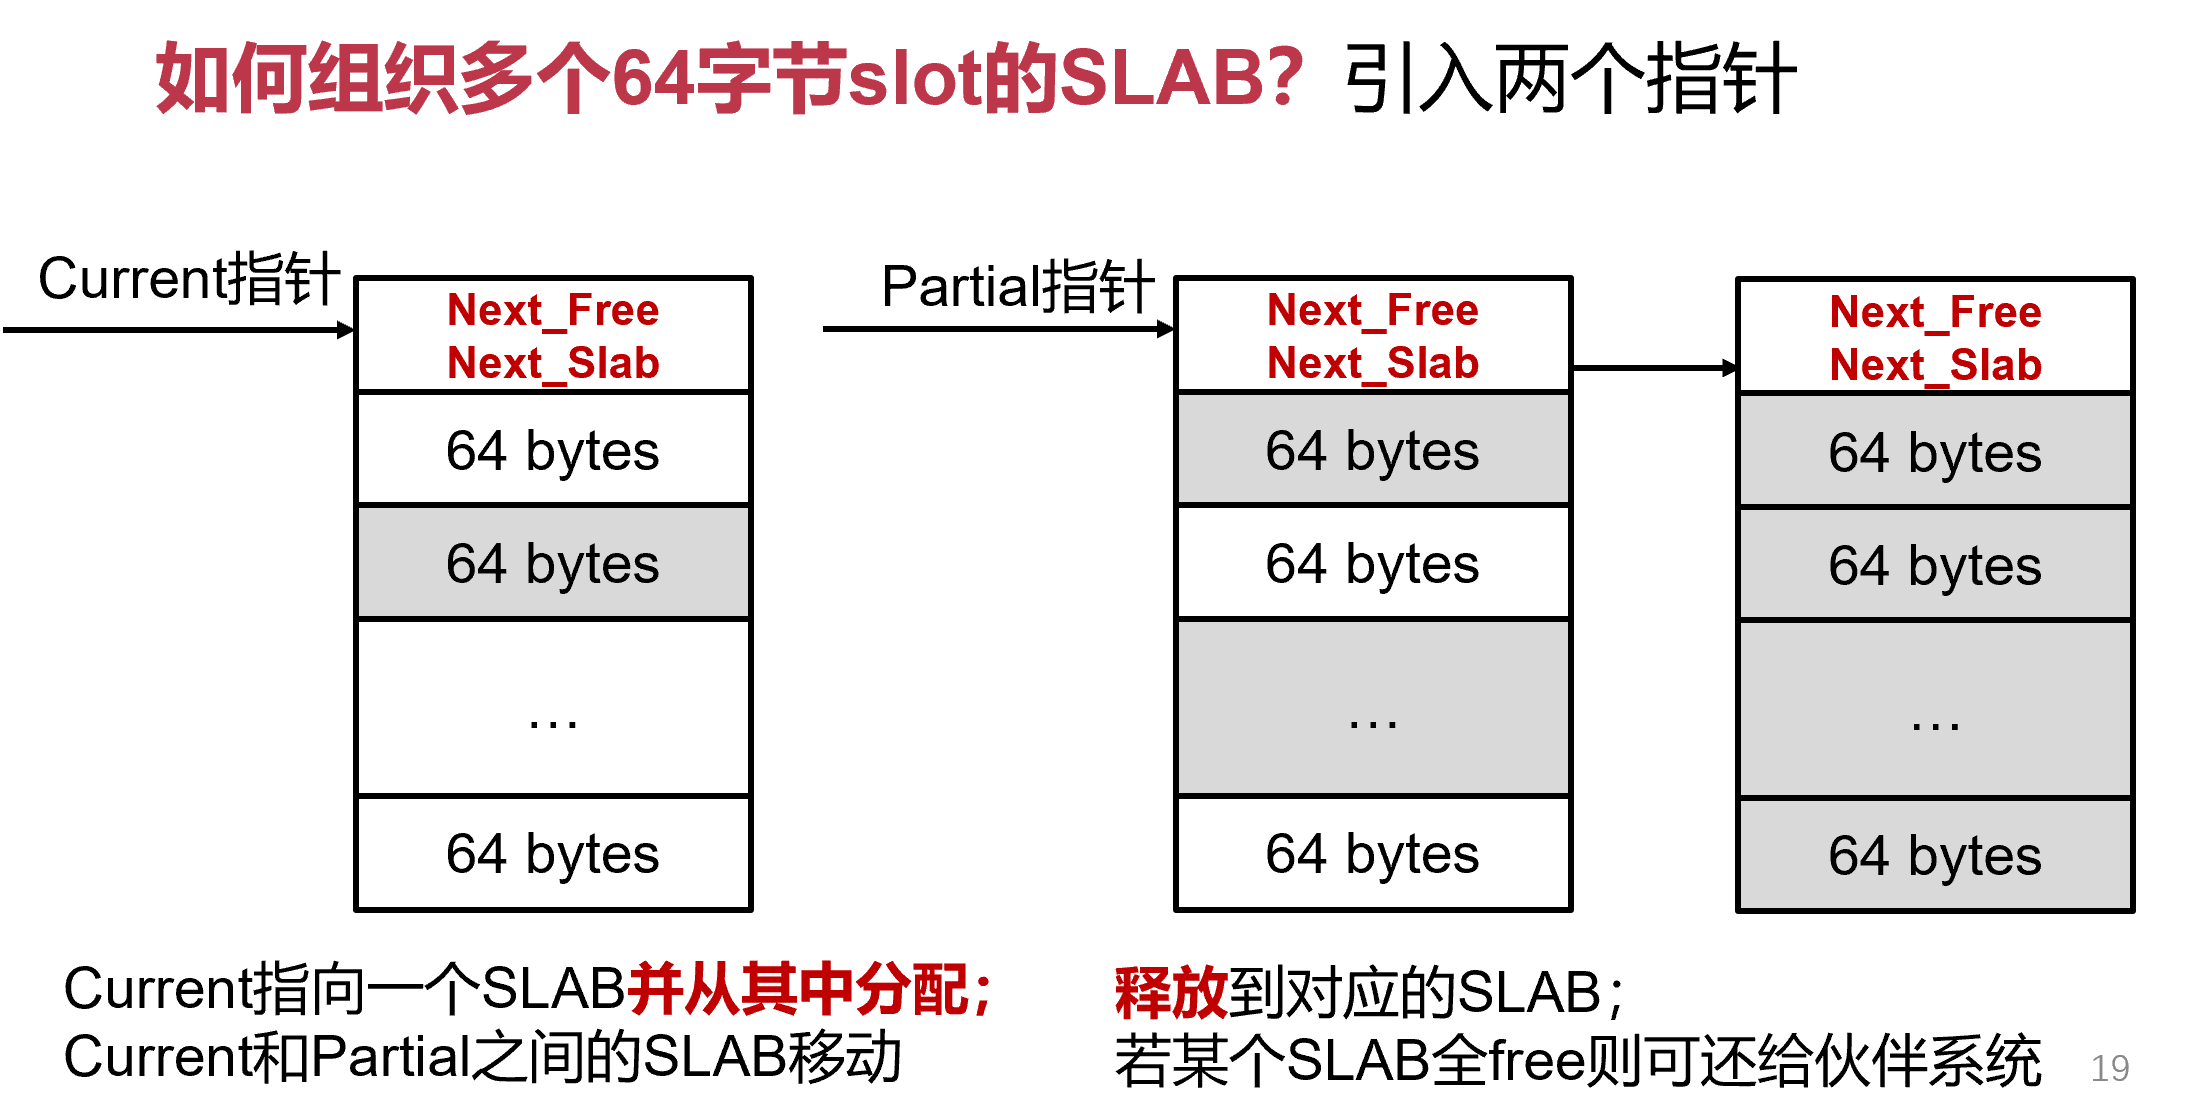 如何组织多个64字节slot的SLAB？引入两个指针
Current指针
Next_Free
Next_Slab
64 bytes
64 bytes
…
64 bytes
Partial指针
Next_Free
Next_Slab
64 bytes
64 bytes
…
64 bytes
Next_Free
Next_Slab
64 bytes
64 bytes
…
64 bytes
Current指向一个SLAB并从其中分配；
Current和Partial之间的SLAB移动
释放到对应的SLAB；
若某个SLAB全free则可还给伙伴系统
19